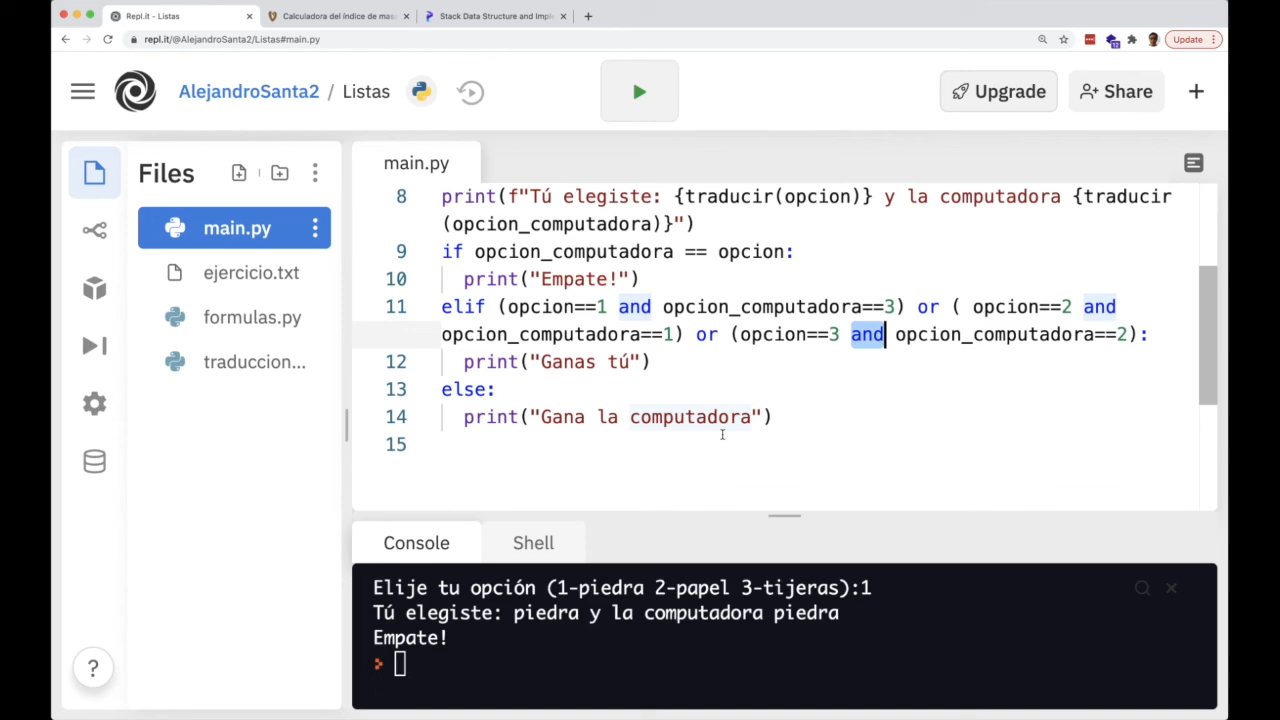 Repl.it - Listas
Calculadora del índice de mas
Stack Data Structure and Imple
repl.it/@AlejandroSanta2/Listas#main.py
12
Update
AlejandroSanta2 / Listas
Upgrade
Share
Files
main.py
ejercicio.txt
formulas.py
traduccion...
main.py
8 print(f"Tú elegiste: {traducir(opcion)} y la computadora {traducir
(opcion_computadora)}")
9 if opcion_computadora == opcion:
10 print("Empate!")
11 elif (opcion==1 and opcion_computadora==3) or ( opcion==2 and
opcion_computadora==1) or (opcion==3 and opcion_computadora==2):
12 print("Ganas tú")
13 else:
14 print("Gana la computadora")
15
Console
Shell
Elije tu opción (1-piedra 2-papel 3-tijeras):1
Tú elegiste: piedra y la computadora piedra
Empate!
?